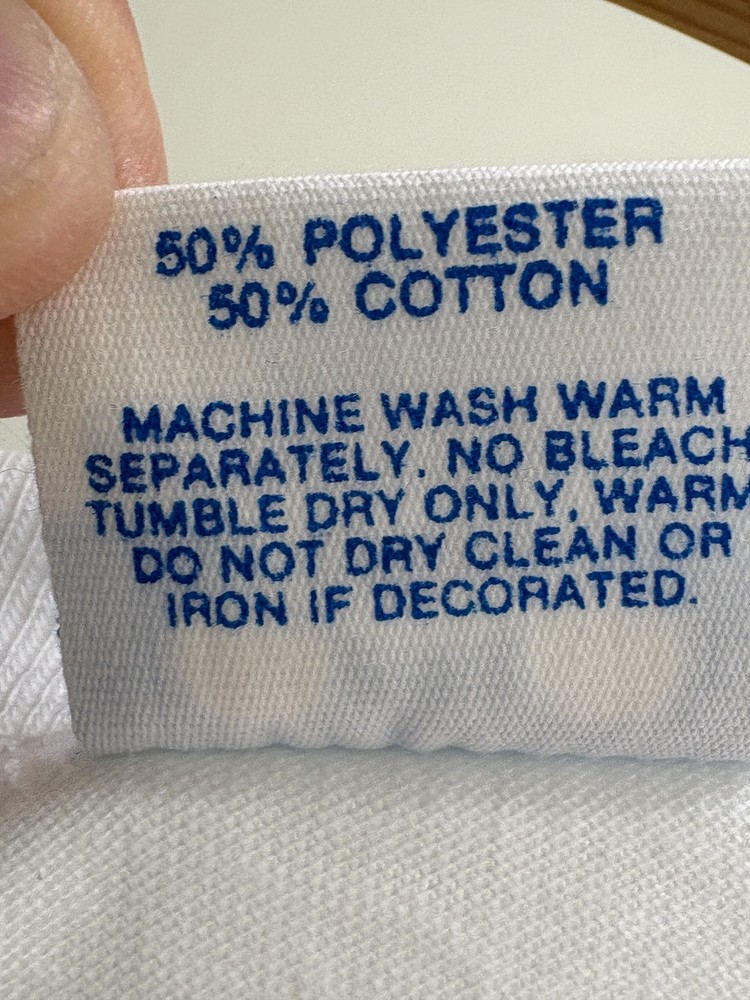 50% POLYESTER
50% COTTON
MACHINE WASH WARM
SEPARATELY. NO BLEACH
TUMBLE DRY ONLY, WARM
DO NOT DRY CLEAN OR
IRON IF DECORATED.